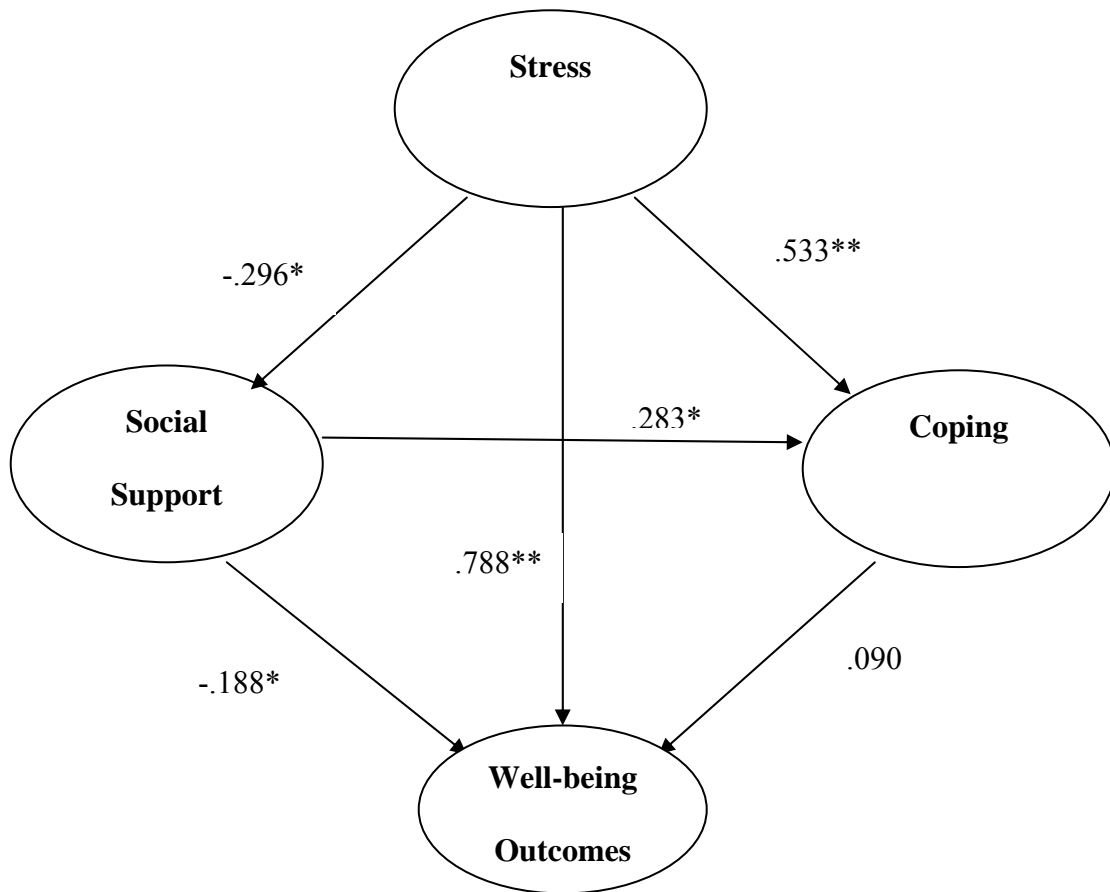 Stress
.533**
-.296*
Social
Support
.283*
Coping
.788**
.090
-.188*
Well-being
Outcomes